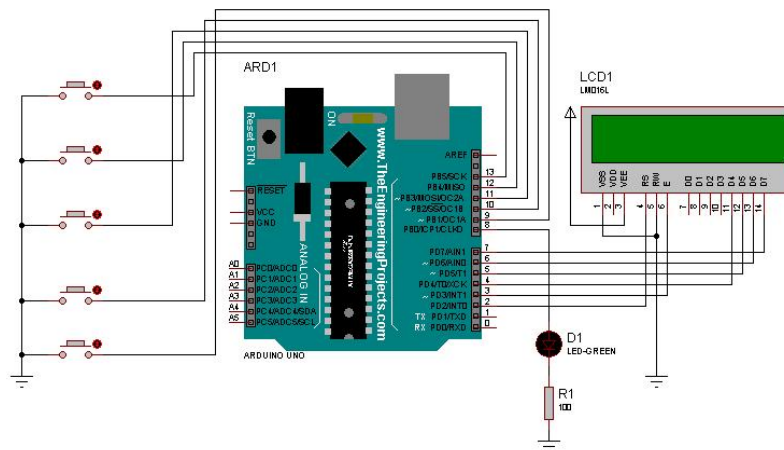 ARD1
LCD1
LM016L
Reset BTN
ON
www.TheEngineeringProjects.com
ANALOG IN
RESET
VCC
GND
A0 PC0/ADC0
A1 PC1/ADC1
A2 PC2/ADC2
A3 PC3/ADC3
A4 PC4/ADC4/SDA
A5 PC5/ADC5/SCL
AREF
PB5/SCK 13
PB4/MISO 12
~PB3/MOSI/OC2A 11
~PB2/SS/OC1B 10
~PB1/OC1A 9
PB0/ICP1/CLKO 8
PD7/AIN1 7
~PD6/AIN0 6
~PD5/T1 5
PD4/T0/XCK 4
~PD3/INT1 3
PD2/INT0 2
TX PD1/TXD 1
RX PD0/RXD 0
ARDUINO UNO
VSS VDD VEE RS RW E D0 D1 D2 D3 D4 D5 D6 D7
1 2 3 4 5 6 7 8 9 10 11 12 13 14
D1
LED-GREEN
R1
100